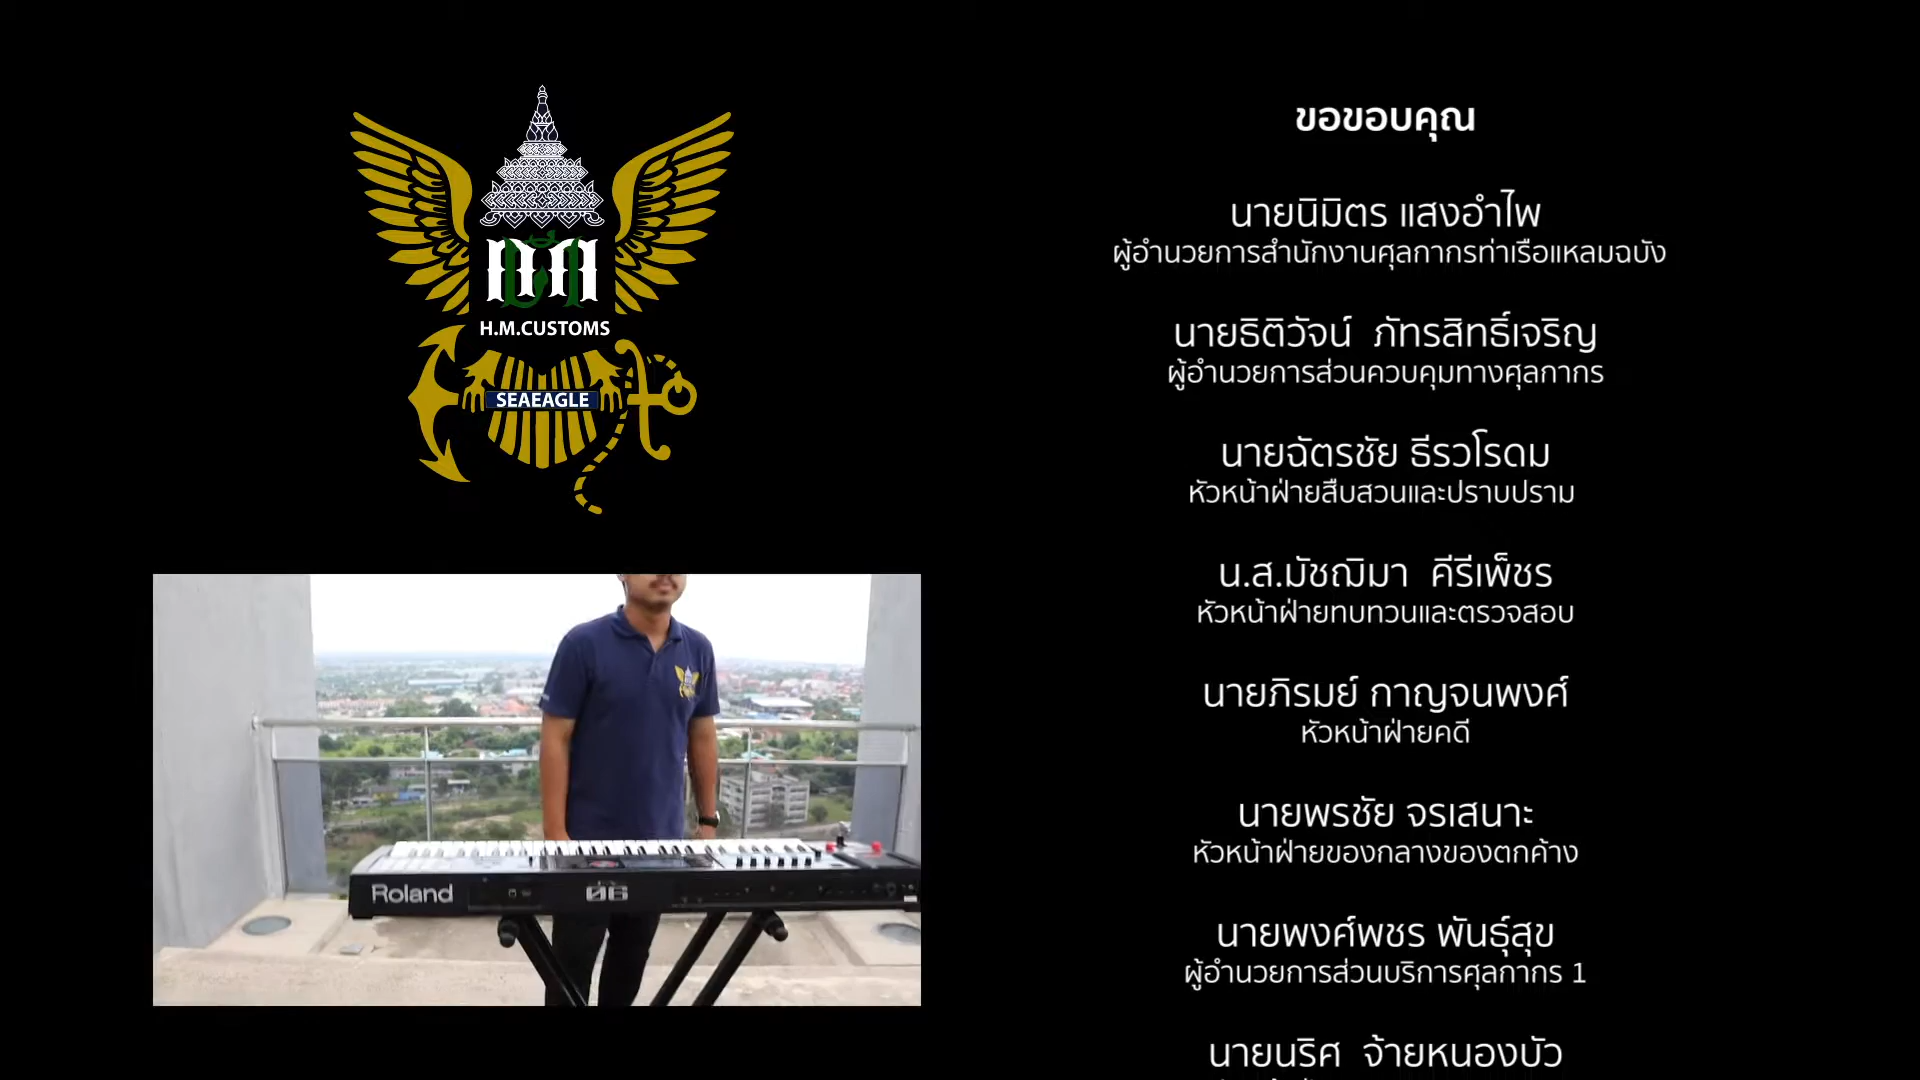 กศก
H.M.CUSTOMS
SEAEAGLE
Roland
06
ขอขอบคุณ
นายนิมิตร แสงอำไพ
ผู้อำนวยการสำนักงานศุลกากรท่าเรือแหลมฉบัง
นายธิติวัจน์ ภัทรสิทธิ์เจริญ
ผู้อำนวยการส่วนควบคุมทางศุลกากร
นายฉัตรชัย ธีรวโรดม
หัวหน้าฝ่ายสืบสวนและปราบปราม
น.ส.มัชฌิมา คีรีเพ็ชร
หัวหน้าฝ่ายทบทวนและตรวจสอบ
นายภิรมย์ กาญจนพงศ์
หัวหน้าฝ่ายคดี
นายพรชัย จรเสนาะ
หัวหน้าฝ่ายของกลางของตกค้าง
นายพงศ์พชร พันธุ์สุข
ผู้อำนวยการส่วนบริการศุลกากร 1
นายนริศ จ้ายหนองบัว